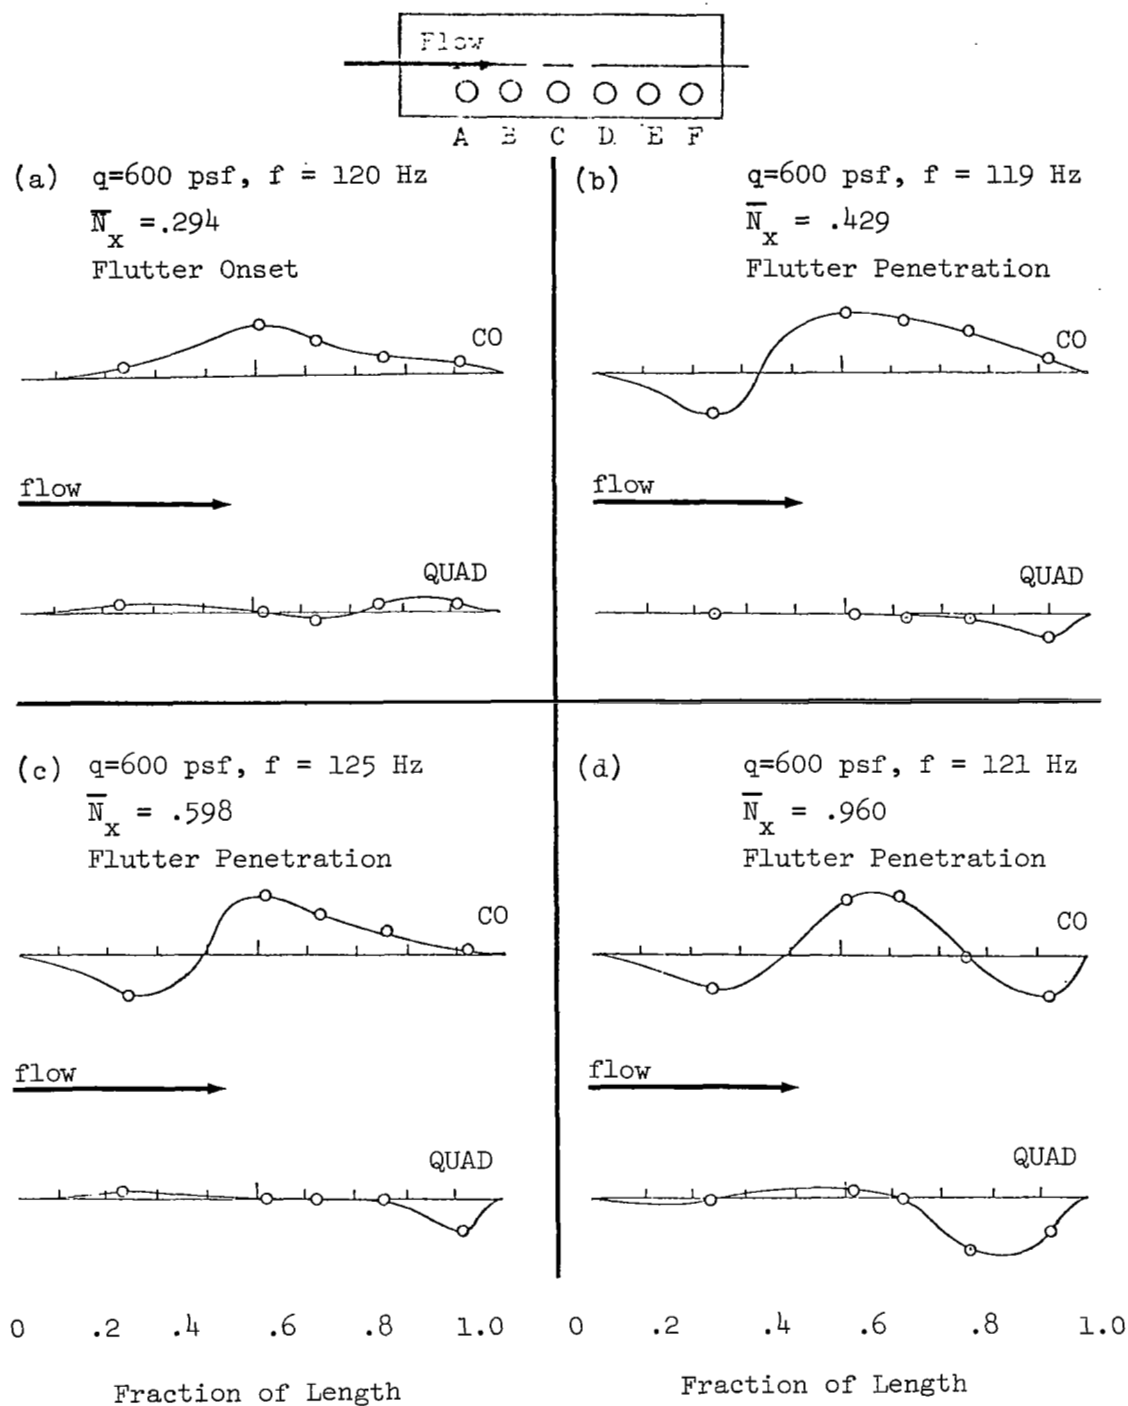 Flow
A B C D E F
(a) q=600 psf, f = 120 Hz
N̅x =.294
Flutter Onset
CO
flow
QUAD
(b) q=600 psf, f = 119 Hz
N̅x = .429
Flutter Penetration
CO
flow
QUAD
(c) q=600 psf, f = 125 Hz
N̅x = .598
Flutter Penetration
CO
flow
QUAD
(d) q=600 psf, f = 121 Hz
N̅x = .960
Flutter Penetration
CO
flow
QUAD
0 .2 .4 .6 .8 1.0
Fraction of Length
0 .2 .4 .6 .8 1.0
Fraction of Length